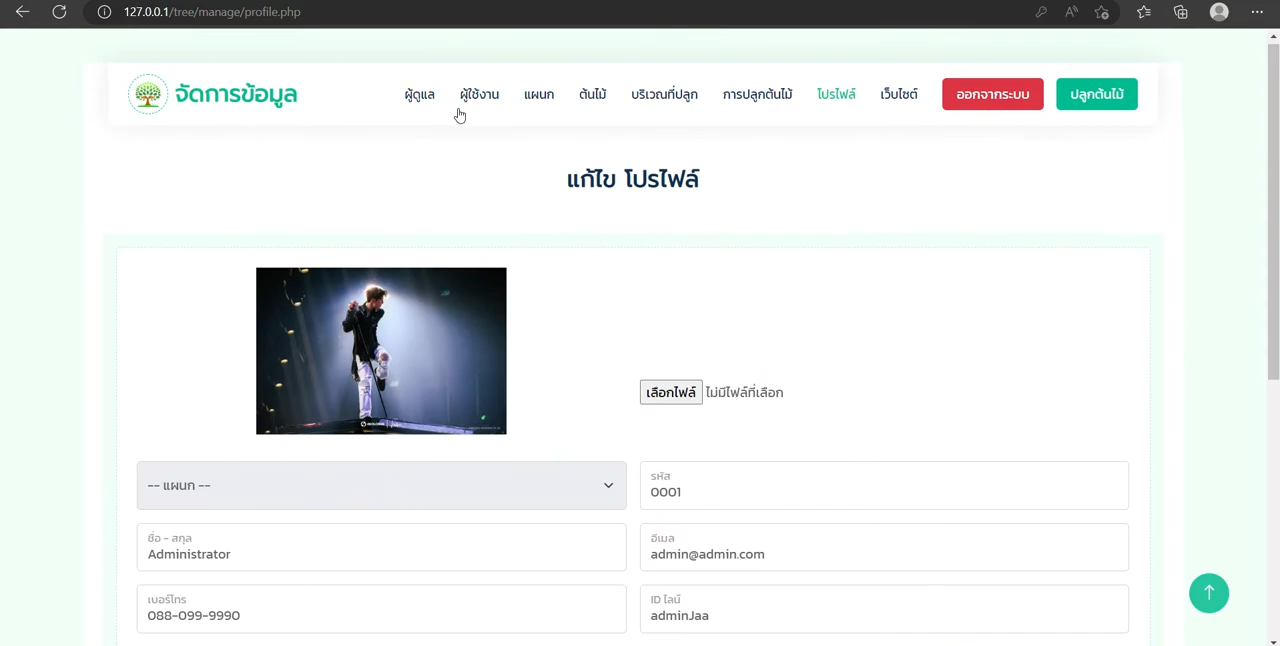 127.0.0.1/tree/manage/profile.php
จัดการข้อมูล
ผู้ดูแล ผู้ใช้งาน แผนก ต้นไม้ บริเวณที่ปลูก การปลูกต้นไม้ โปรไฟล์ เว็บไซต์ ออกจากระบบ ปลูกต้นไม้
แก้ไข โปรไฟล์
เลือกไฟล์ ไม่มีไฟล์ที่เลือก
-- แผนก --
รหัส
0001
ชื่อ - สกุล
Administrator
อีเมล
admin@admin.com
เบอร์โทร
088-099-9990
ID ไลน์
adminJaa